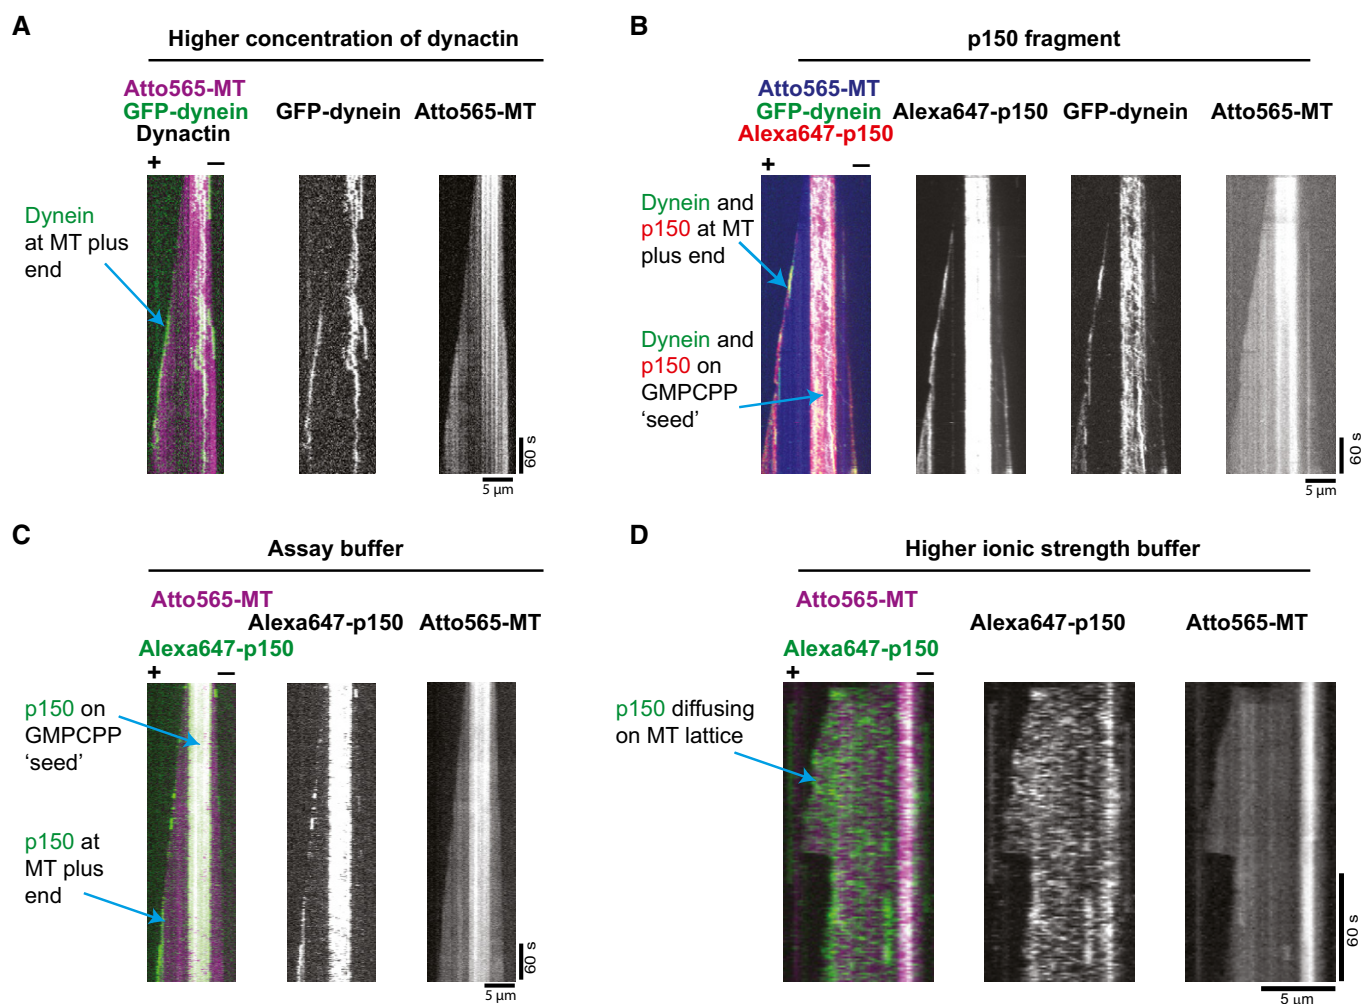 A
Higher concentration of dynactin
Atto565-MT
GFP-dynein
Dynactin
GFP-dynein
Atto565-MT
+
–
Dynein
at MT plus
end
60 s
5 µm
B
p150 fragment
Atto565-MT
GFP-dynein
Alexa647-p150
Alexa647-p150
GFP-dynein
Atto565-MT
+
–
Dynein and
p150 at MT
plus end
Dynein and
p150 on
GMPCPP
‘seed’
60 s
5 µm
C
Assay buffer
Atto565-MT
Alexa647-p150
Alexa647-p150
Atto565-MT
+
–
p150 on
GMPCPP
‘seed’
p150 at
MT plus
end
60 s
5 µm
D
Higher ionic strength buffer
Atto565-MT
Alexa647-p150
Alexa647-p150
Atto565-MT
+
–
p150 diffusing
on MT lattice
60 s
5 µm